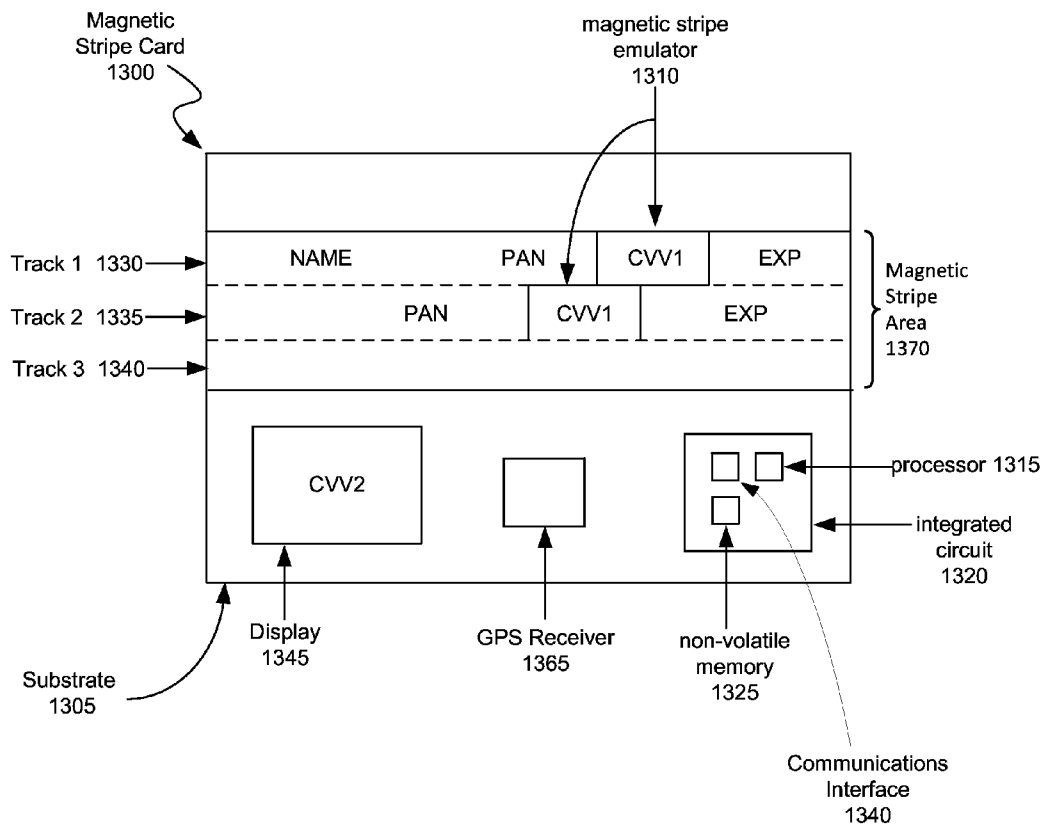 Magnetic
Stripe Card
1300
magnetic stripe
emulator
1310
Track 1 1330
NAME
PAN
CVV1
EXP
Track 2 1335
PAN
CVV1
EXP
Track 3 1340
Magnetic
Stripe
Area
1370
CVV2
processor 1315
integrated
circuit
1320
Display
1345
GPS Receiver
1365
non-volatile
memory
1325
Substrate
1305
Communications
Interface
1340